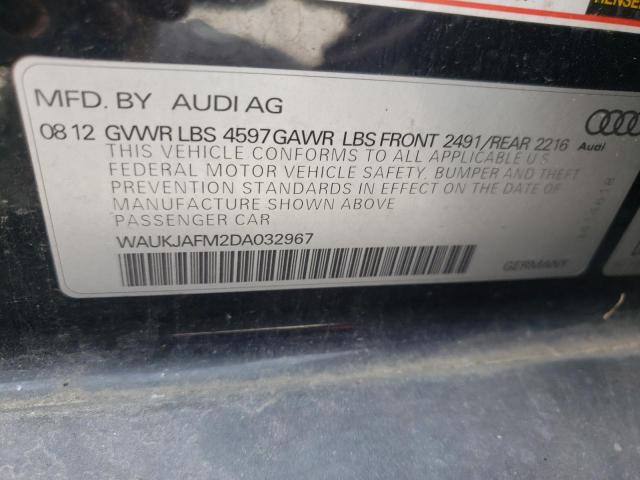 MFD. BY AUDI AG
08 12 GVWR LBS 4597 GAWR LBS FRONT 2491/REAR 2216
Audi
THIS VEHICLE CONFORMS TO ALL APPLICABLE U.S.
FEDERAL MOTOR VEHICLE SAFETY, BUMPER AND THEFT
PREVENTION STANDARDS IN EFFECT ON THE DATE OF
MANUFACTURE SHOWN ABOVE
PASSENGER CAR
WAUKJAFM2DA032967
GERMANY